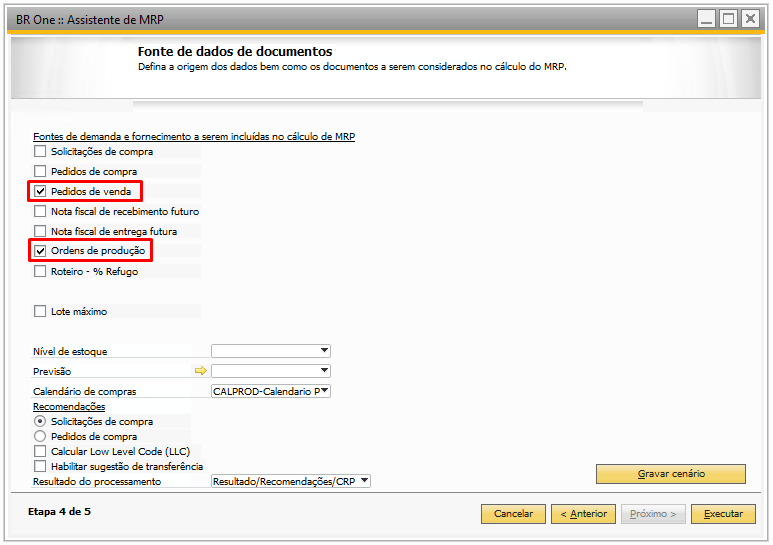 BR One :: Assistente de MRP
Fonte de dados de documentos
Defina a origem dos dados bem como os documentos a serem considerados no cálculo do MRP.
Fontes de demanda e fornecimento a serem incluídas no cálculo de MRP
Solicitações de compra
Pedidos de compra
Pedidos de venda
Nota fiscal de recebimento futuro
Nota fiscal de entrega futura
Ordens de produção
Roteiro - % Refugo
Lote máximo
Nível de estoque
Previsão
Calendário de compras CALPROD-Calendario P
Recomendações
Solicitações de compra
Pedidos de compra
Calcular Low Level Code (LLC)
Habilitar sugestão de transferência
Resultado do processamento Resultado/Recomendações/CRP
Gravar cenário
Etapa 4 de 5 Cancelar < Anterior Próximo > Executar